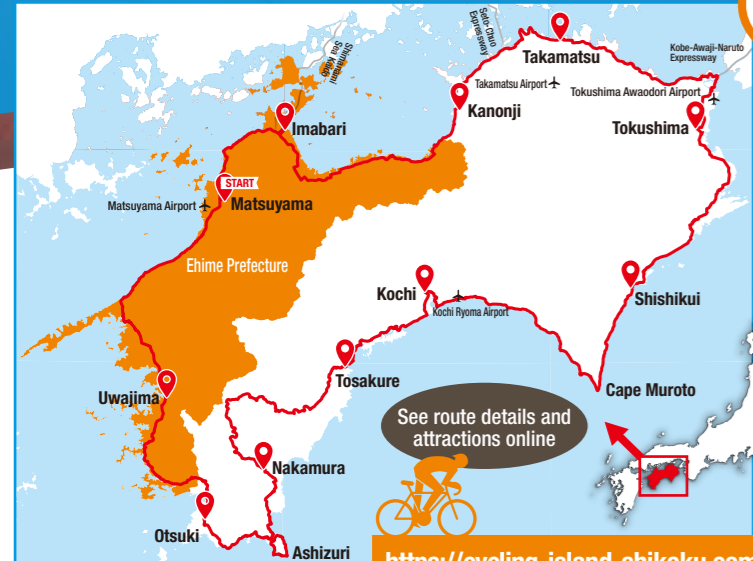 Seto-Chuo
Expressway
Takamatsu
Kobe-Awaji-Naruto
Expressway
Shimanami
Sea Kaido
Takamatsu Airport
Tokushima Awaodori Airport
Kanonji
Imabari
Tokushima
START
Matsuyama Airport
Matsuyama
Ehime Prefecture
Kochi
Shishikui
Kochi Ryoma Airport
Tosakure
Cape Muroto
Uwajima
See route details and
attractions online
Nakamura
Otsuki
Ashizuri